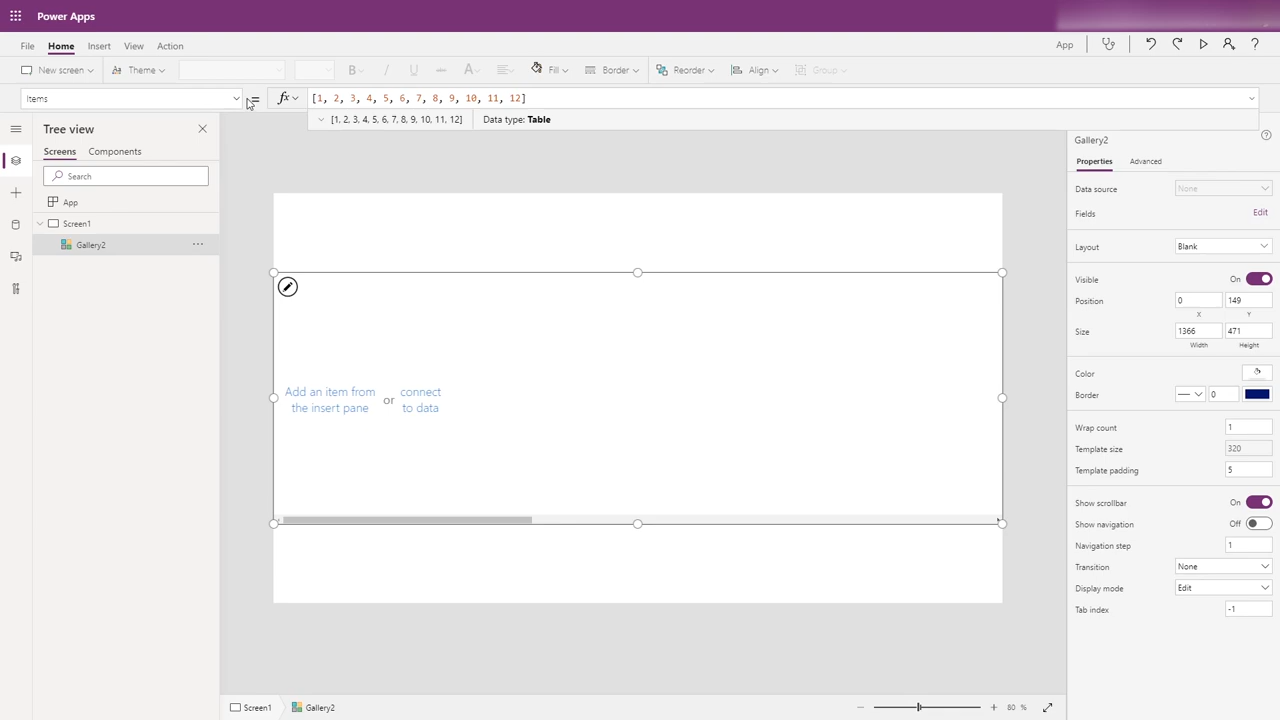 Power Apps
File Home Insert View Action App
New screen Theme B Fill Border Reorder Align Group
Items = fx [1, 2, 3, 4, 5, 6, 7, 8, 9, 10, 11, 12]
[1, 2, 3, 4, 5, 6, 7, 8, 9, 10, 11, 12] Data type: Table
Tree view
Screens Components
Search
App
Screen1
Gallery2
Add an item from
the insert pane
or
connect
to data
Gallery2
Properties Advanced
Data source None
Fields Edit
Layout Blank
Visible On
Position 0 149
X Y
Size 1366 471
Width Height
Color
Border 0
Wrap count 1
Template size 320
Template padding 5
Show scrollbar On
Show navigation Off
Navigation step 1
Transition None
Display mode Edit
Tab index -1
Screen1 Gallery2 80 %